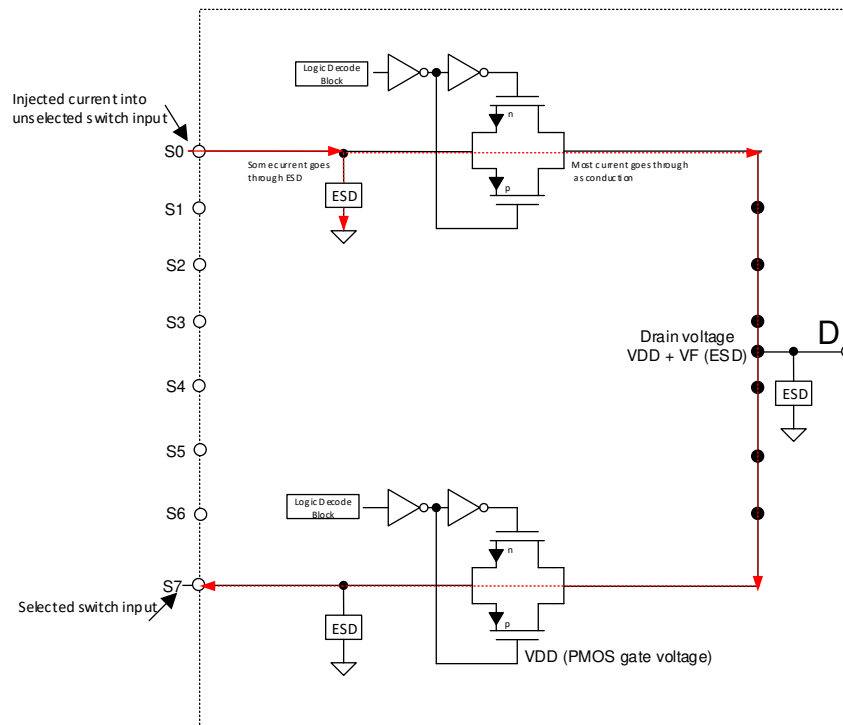 Logic Decode
Block
Injected current into
unselected switch input
n
S0
Some current goes
through ESD
Most current goes through
as conduction
p
ESD
S1
S2
S3
Drain voltage
VDD + VF (ESD)
D
S4
ESD
S5
Logic Decode
Block
S6
n
S7
Selected switch input
ESD
p
VDD (PMOS gate voltage)